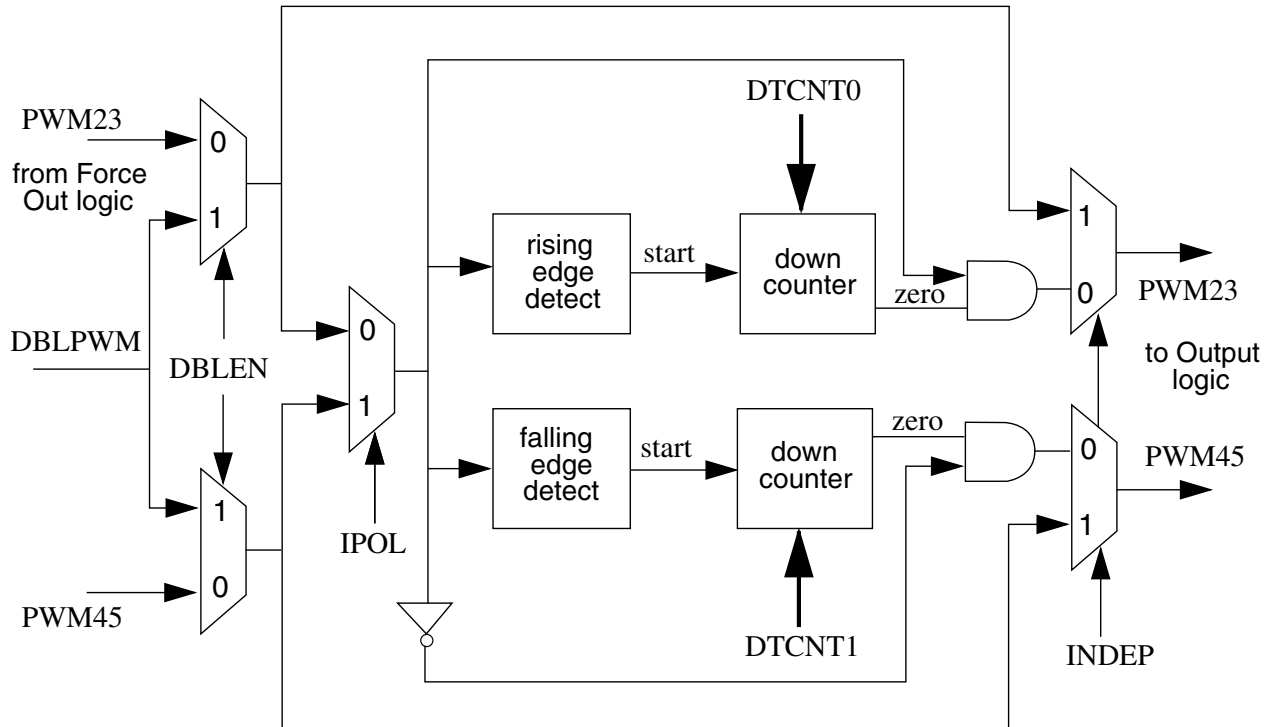 DTCNT0
PWM23
0
from Force
Out logic
1
rising
edge
detect
start
down
counter
zero
1
0
PWM23
DBLPWM
DBLEN
0
1
to Output
logic
falling
edge
detect
start
down
counter
zero
0
1
PWM45
1
0
PWM45
IPOL
DTCNT1
INDEP